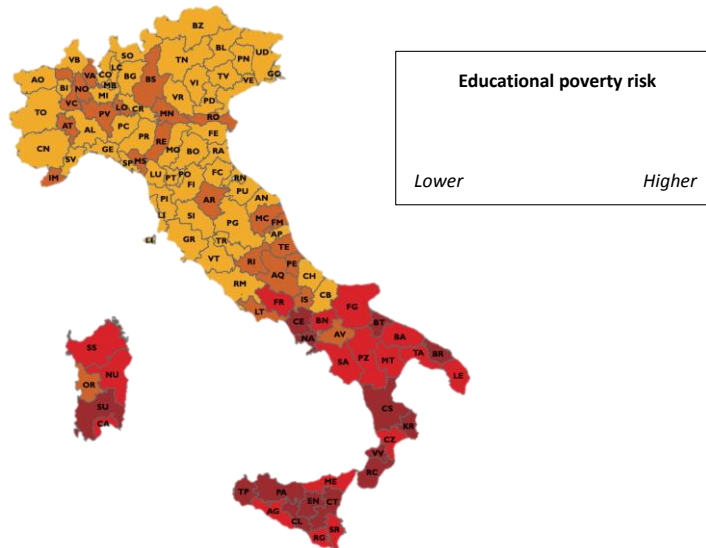 Educational poverty risk
Lower Higher
BZ
SO
VB
LC
TN
BL
UD
PN
AO
VA
CO
BG
BS
TV
GO
BI
NO
MB
MI
VI
VE
VC
VR
PD
TO
LO
CR
MN
RO
AT
PV
AL
PC
FE
CN
PR
RE
MO
BO
RA
GE
SV
SP
MS
IM
LU
PT
PO
FC
RN
FI
PU
AN
PI
AR
MC
LI
SI
PG
FM
AP
GR
TR
TE
LI
VT
RI
PE
AQ
CH
RM
CB
FR
IS
FG
LT
CE
BN
BT
BA
NA
AV
BR
SA
PZ
MT
TA
LE
SS
NU
OR
SU
CA
CS
KR
CZ
VV
RC
ME
TP
PA
EN
CT
AG
CL
SR
RG